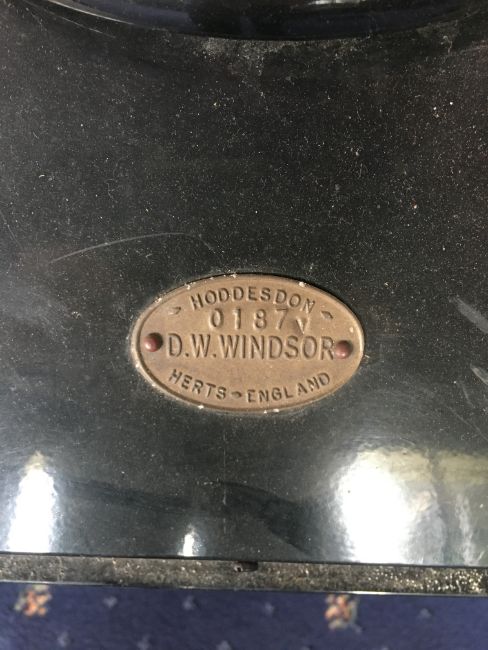 HODDESDON
0187
D.W.WINDSOR
HERTS ENGLAND